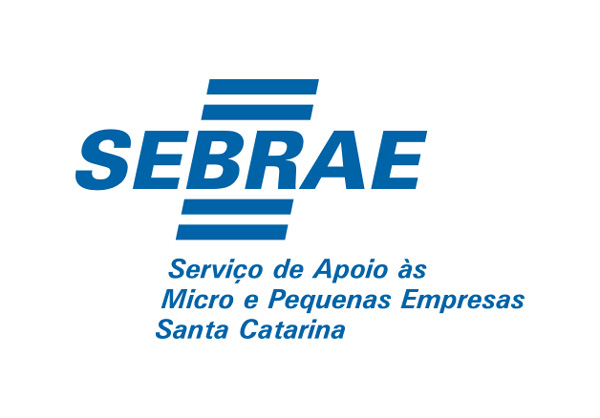 SEBRAE
Serviço de Apoio às
Micro e Pequenas Empresas
Santa Catarina